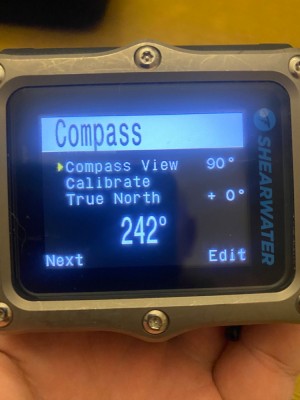 Compass
Compass View 90°
Calibrate
True North + 0°
242°
Next Edit
SHEARWATER